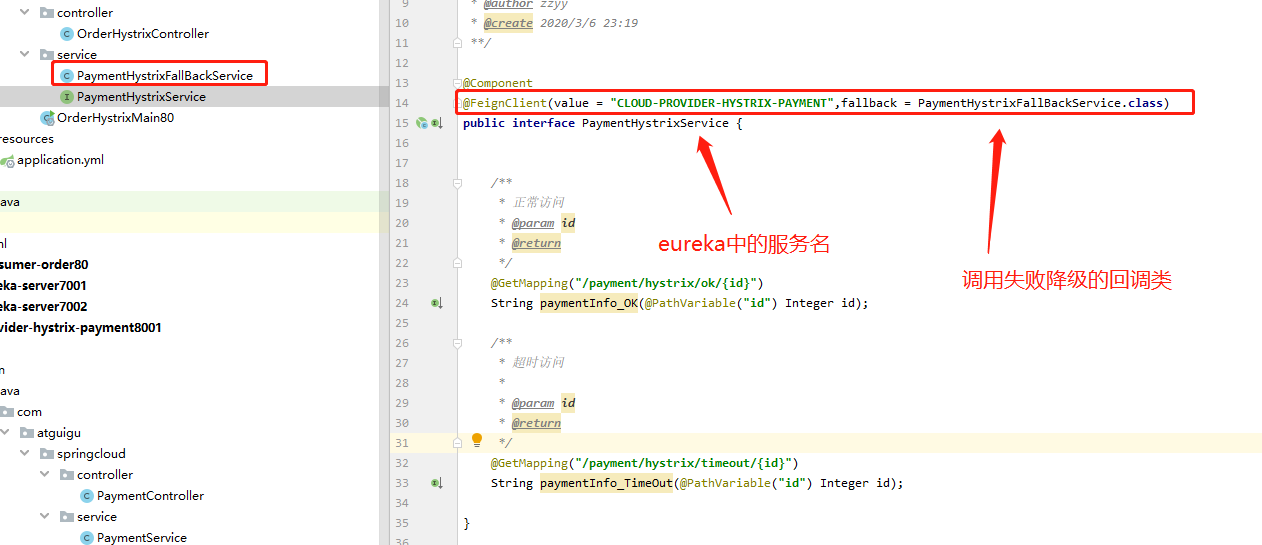 controller
OrderHystrixController
service
PaymentHystrixFallBackService
PaymentHystrixService
OrderHystrixMain80
resources
application.yml
ava
ml
sumer-order80
eka-server7001
eka-server7002
vider-hystrix-payment8001
n
ava
com
atguigu
springcloud
controller
PaymentController
service
PaymentService
9 * @author zzyy
10 * @create 2020/3/6 23:19
11 **/
12
13 @Component
14 @FeignClient(value = "CLOUD-PROVIDER-HYSTRIX-PAYMENT",fallback = PaymentHystrixFallBackService.class)
15 public interface PaymentHystrixService {
16
17
18 /**
19 * 正常访问
20 * @param id
21 * @return
22 */
23 @GetMapping("/payment/hystrix/ok/{id}")
24 String paymentInfo_OK(@PathVariable("id") Integer id);
25
26 /**
27 * 超时访问
28 *
29 * @param id
30 * @return
31 */
32 @GetMapping("/payment/hystrix/timeout/{id}")
33 String paymentInfo_TimeOut(@PathVariable("id") Integer id);
34
35 }
36
eureka中的服务名
调用失败降级的回调类